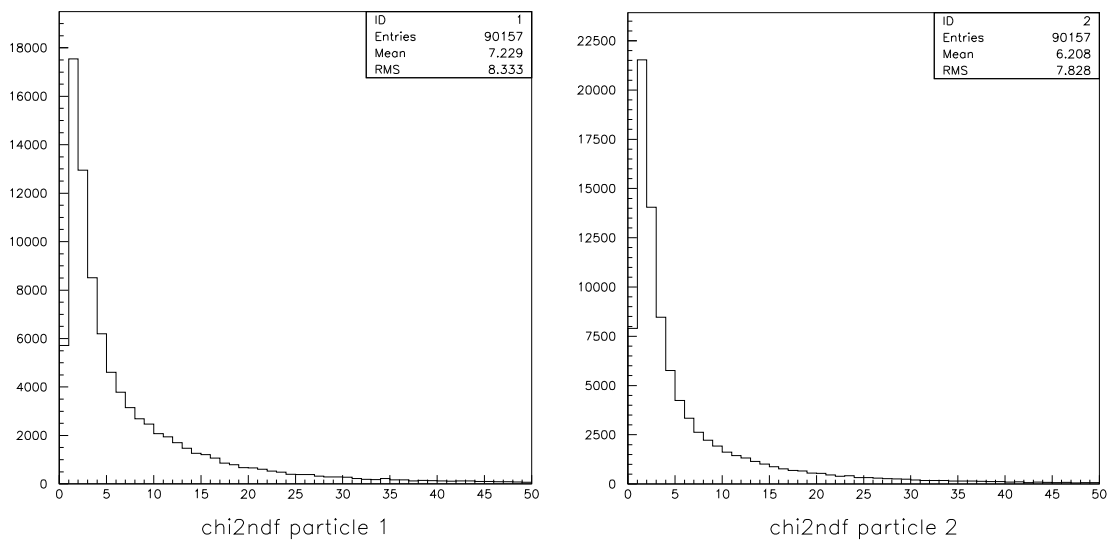 ID 1
Entries 90157
Mean 7.229
RMS 8.333
18000
16000
14000
12000
10000
8000
6000
4000
2000
0
0 5 10 15 20 25 30 35 40 45 50
chi2ndf particle 1
ID 2
Entries 90157
Mean 6.208
RMS 7.828
22500
20000
17500
15000
12500
10000
7500
5000
2500
0
0 5 10 15 20 25 30 35 40 45 50
chi2ndf particle 2